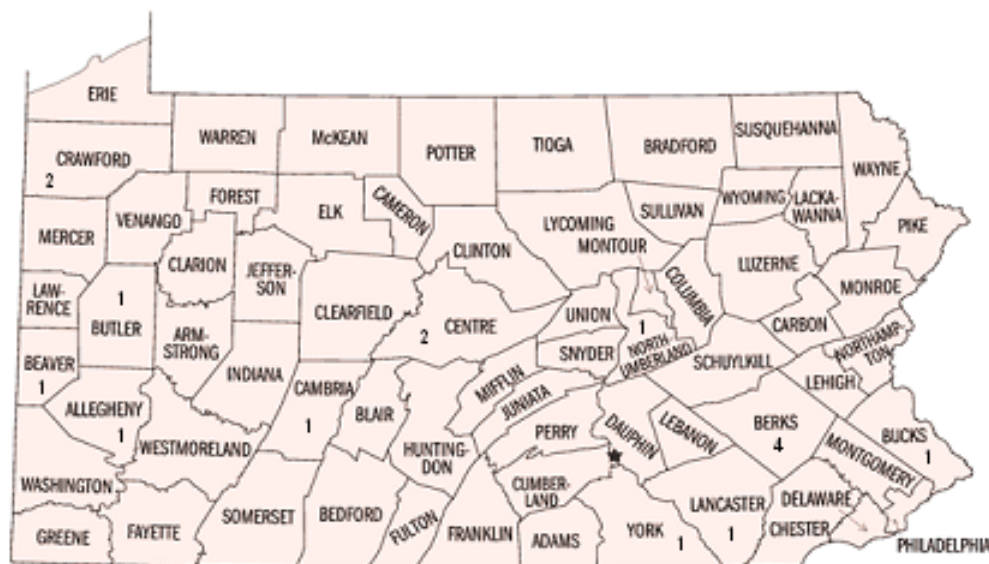 ERIE
WARREN
McKEAN
POTTER
TIOGA
BRADFORD
SUSQUEHANNA
WAYNE
CRAWFORD
2
FOREST
ELK
CAMERON
VENANGO
MERCER
LYCOMING
SULLIVAN
WYOMING
LACKA-
WANNA
PIKE
MONTOUR
CLINTON
CLARION
JEFFER-
SON
LUZERNE
COLUMBIA
MONROE
LAW-
RENCE
1
BUTLER
CLEARFIELD
2
CENTRE
UNION
1
NORTH
UMBERLAND
CARBON
NORTHAMP-
TON
BEAVER
1
ARM-
STRONG
INDIANA
CAMBRIA
1
SNYDER
MIFFLIN
JUNIATA
SCHUYLKILL
LEHIGH
ALLEGHENY
1
BLAIR
HUNTING-
DON
PERRY
DAUPHIN
LEBANON
BERKS
4
BUCKS
1
MONTGOMERY
WESTMORELAND
WASHINGTON
CUMBER-
LAND
LANCASTER
1
DELAWARE
CHESTER
GREENE
FAYETTE
SOMERSET
BEDFORD
FULTON
FRANKLIN
ADAMS
YORK
1
PHILADELPHIA